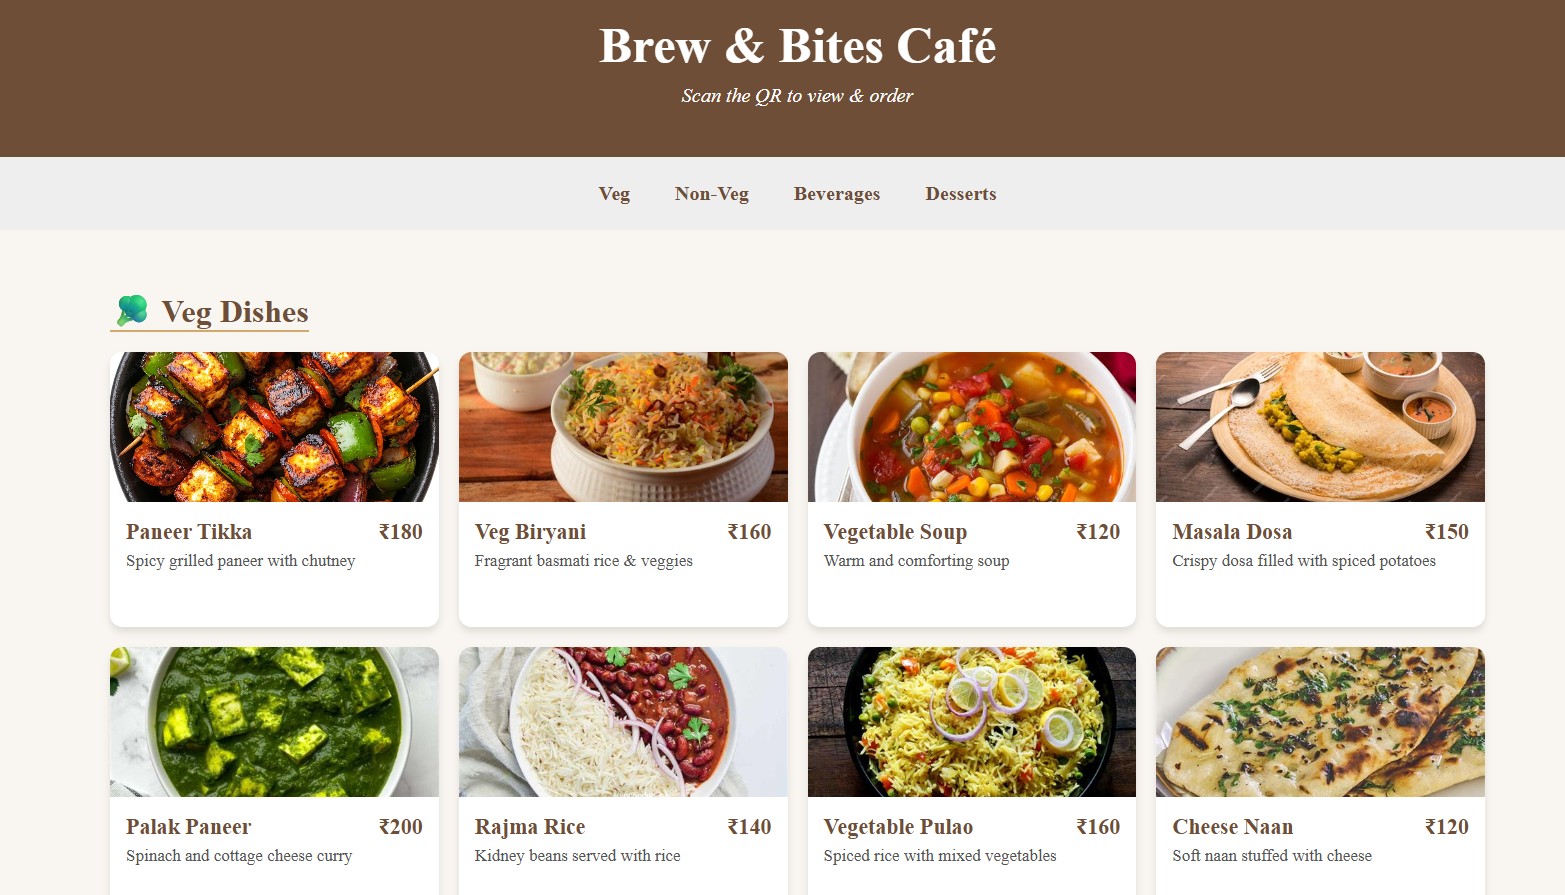 Brew & Bites Café
Scan the QR to view & order
Veg Non-Veg Beverages Desserts
Veg Dishes
Paneer Tikka ₹180
Spicy grilled paneer with chutney
Veg Biryani ₹160
Fragrant basmati rice & veggies
Vegetable Soup ₹120
Warm and comforting soup
Masala Dosa ₹150
Crispy dosa filled with spiced potatoes
Palak Paneer ₹200
Spinach and cottage cheese curry
Rajma Rice ₹140
Kidney beans served with rice
Vegetable Pulao ₹160
Spiced rice with mixed vegetables
Cheese Naan ₹120
Soft naan stuffed with cheese